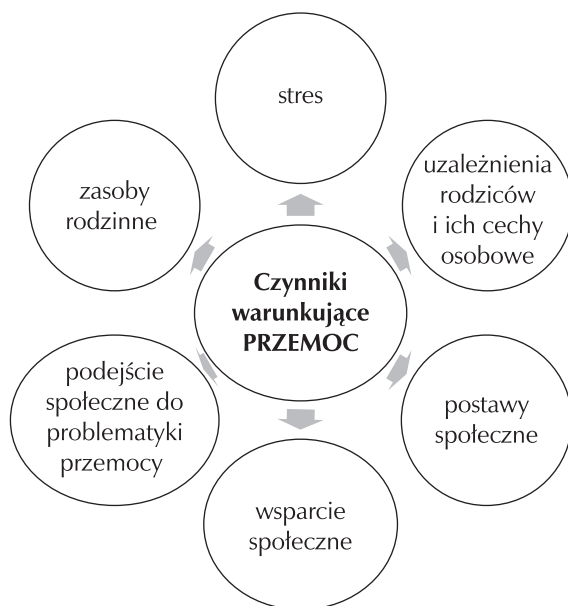 stres
uzależnienia
rodziców
i ich cechy
osobowe
zasoby
rodzinne
Czynniki
warunkujące
PRZEMOC
podejście
społeczne do
problematyki
przemocy
postawy
społeczne
wsparcie
społeczne